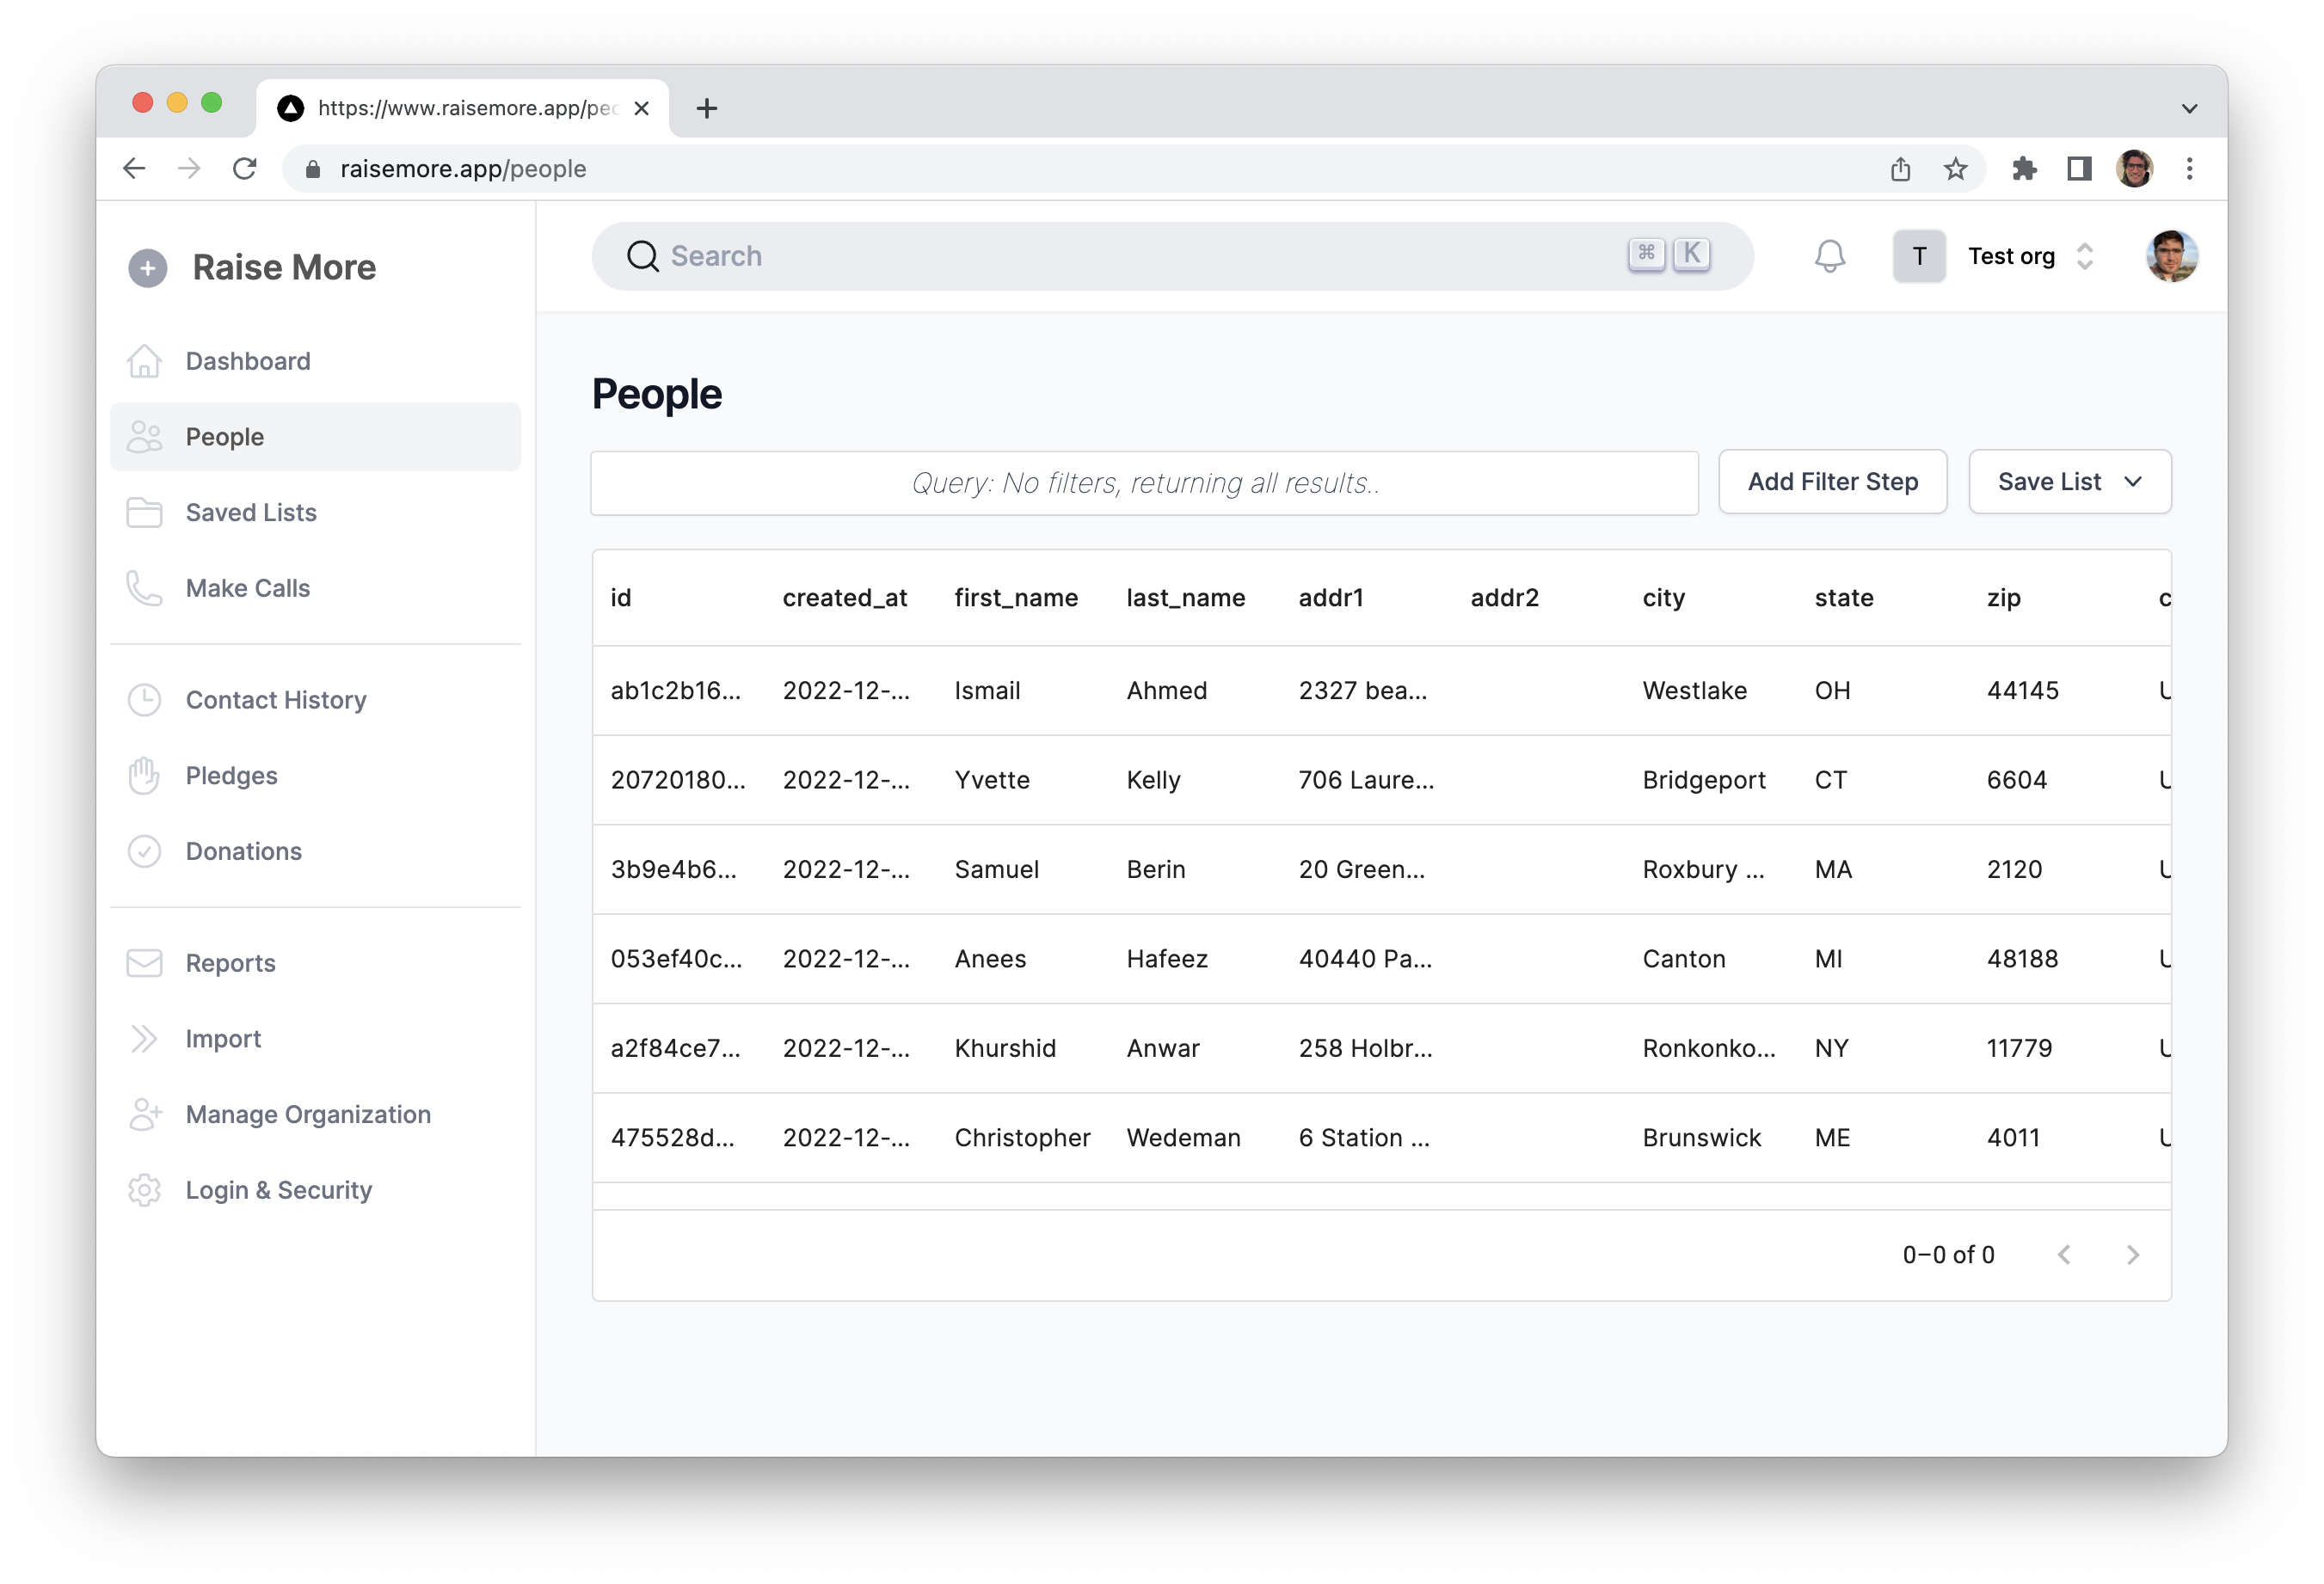 https://www.raisemore.app/peo
raisemore.app/people
Raise More
Search
⌘ K
T
Test org
Dashboard
People
Saved Lists
Make Calls
Contact History
Pledges
Donations
Reports
Import
Manage Organization
Login & Security
People
Query: No filters, returning all results..
Add Filter Step
Save List
id created_at first_name last_name addr1 addr2 city state zip c
ab1c2b16... 2022-12-... Ismail Ahmed 2327 bea... Westlake OH 44145 U
20720180... 2022-12-... Yvette Kelly 706 Laure... Bridgeport CT 6604 U
3b9e4b6... 2022-12-... Samuel Berin 20 Green... Roxbury ... MA 2120 U
053ef40c... 2022-12-... Anees Hafeez 40440 Pa... Canton MI 48188 U
a2f84ce7... 2022-12-... Khurshid Anwar 258 Holbr... Ronkonko... NY 11779 U
475528d... 2022-12-... Christopher Wedeman 6 Station ... Brunswick ME 4011 U
0–0 of 0